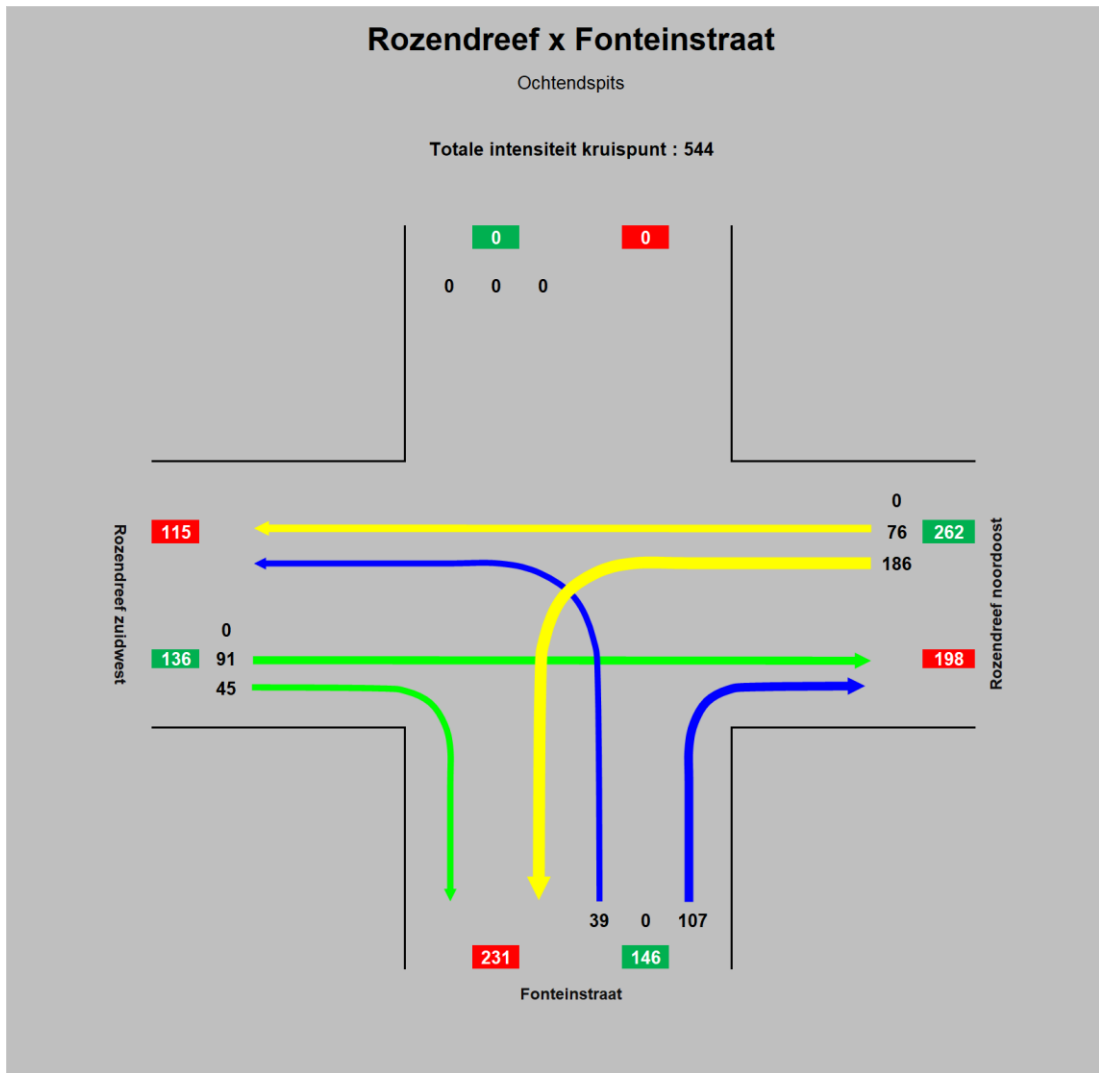 Rozendreef x Fonteinstraat
Ochtendspits
Totale intensiteit kruispunt : 544
0 0
0 0 0
0
115 76 262
186
Rozendreef zuidwest
Rozendreef noordoost
0
136 91 198
45
39 0 107
231 146
Fonteinstraat